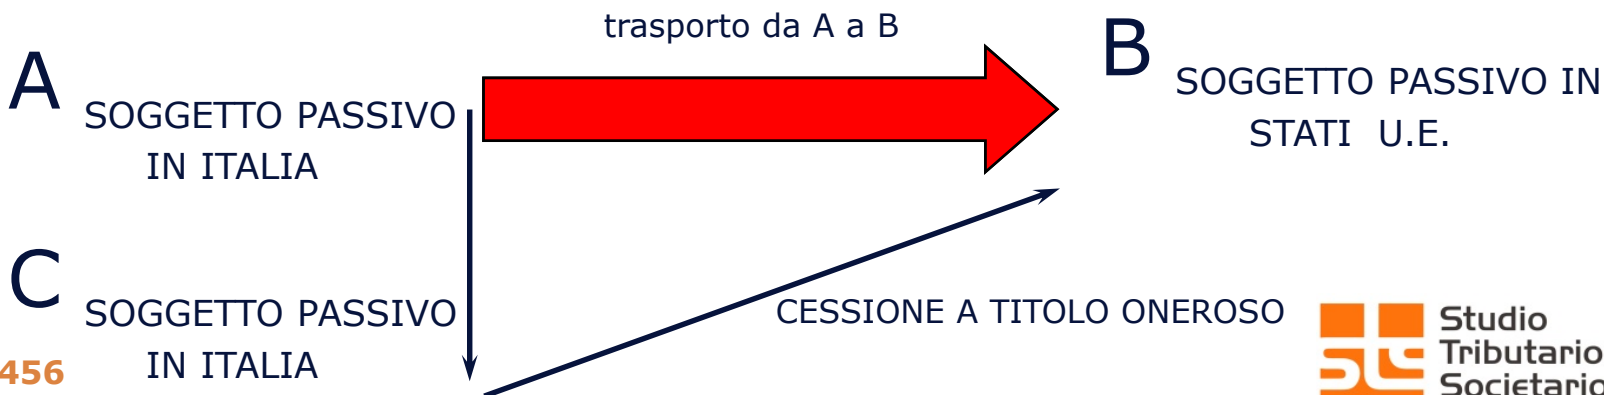 trasporto da A a B
A
SOGGETTO PASSIVO
IN ITALIA
B
SOGGETTO PASSIVO IN
STATI U.E.
C
SOGGETTO PASSIVO
IN ITALIA
CESSIONE A TITOLO ONEROSO
456
Studio
Tributario
Societario